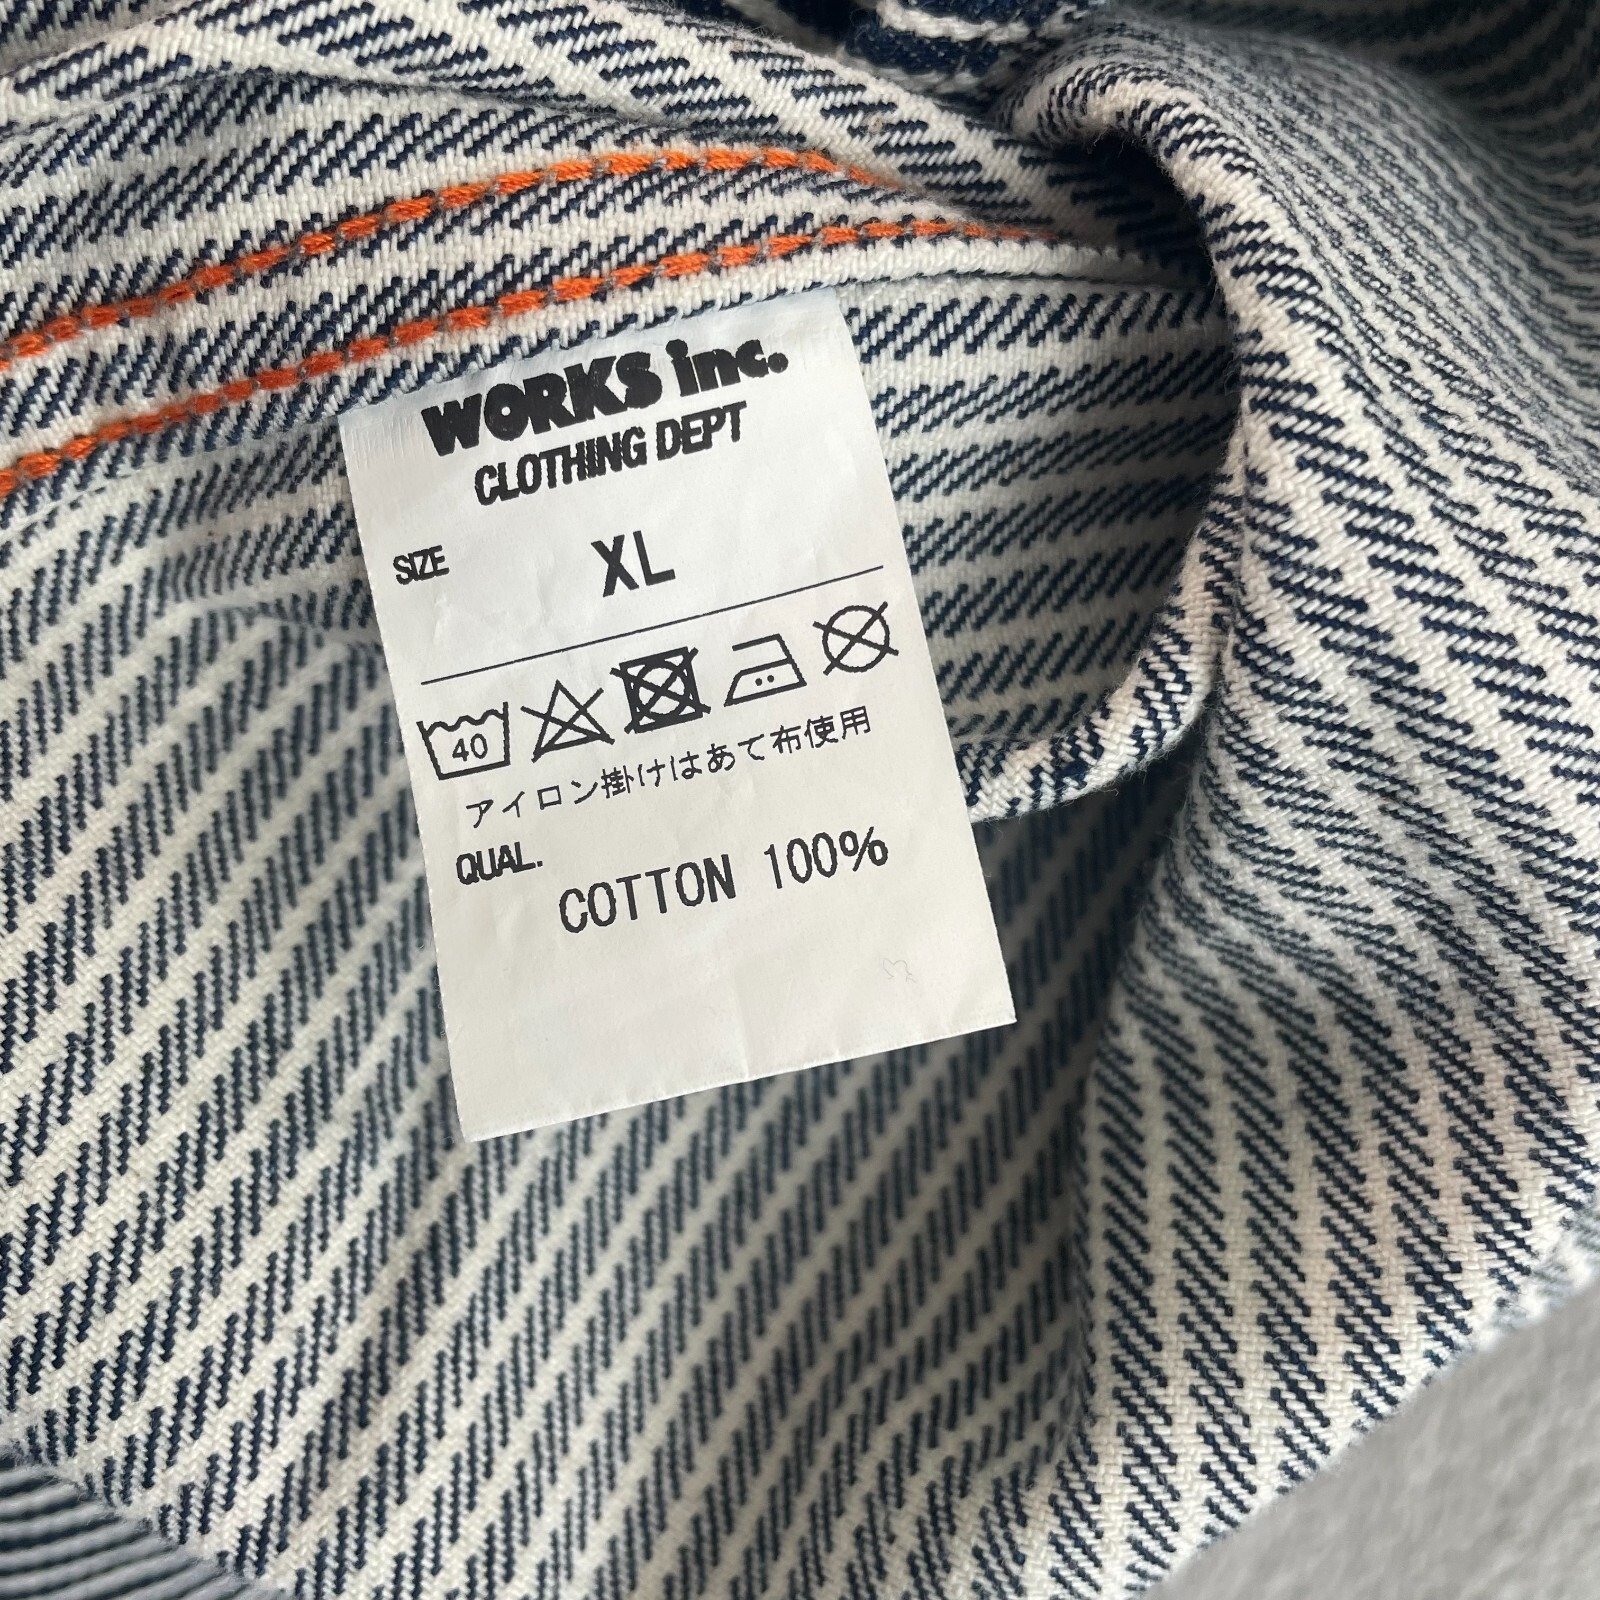 WORKS inc.
CLOTHING DEPT
SIZE XL
40
アイロン掛けはあて布使用
QUAL.
COTTON 100%